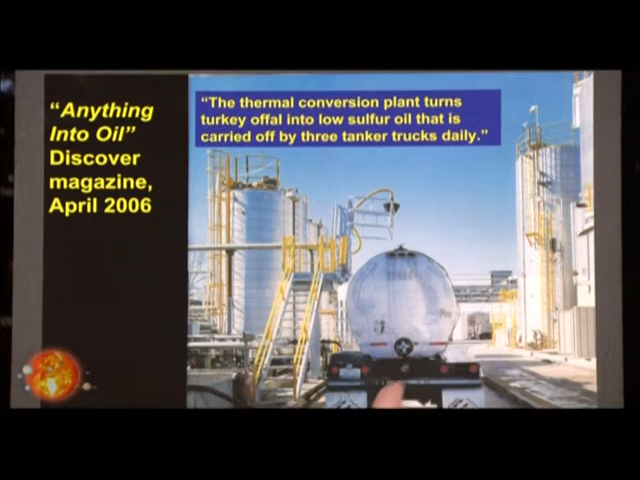 “Anything
Into Oil”
Discover
magazine,
April 2006
“The thermal conversion plant turns
turkey offal into low sulfur oil that is
carried off by three tanker trucks daily.”